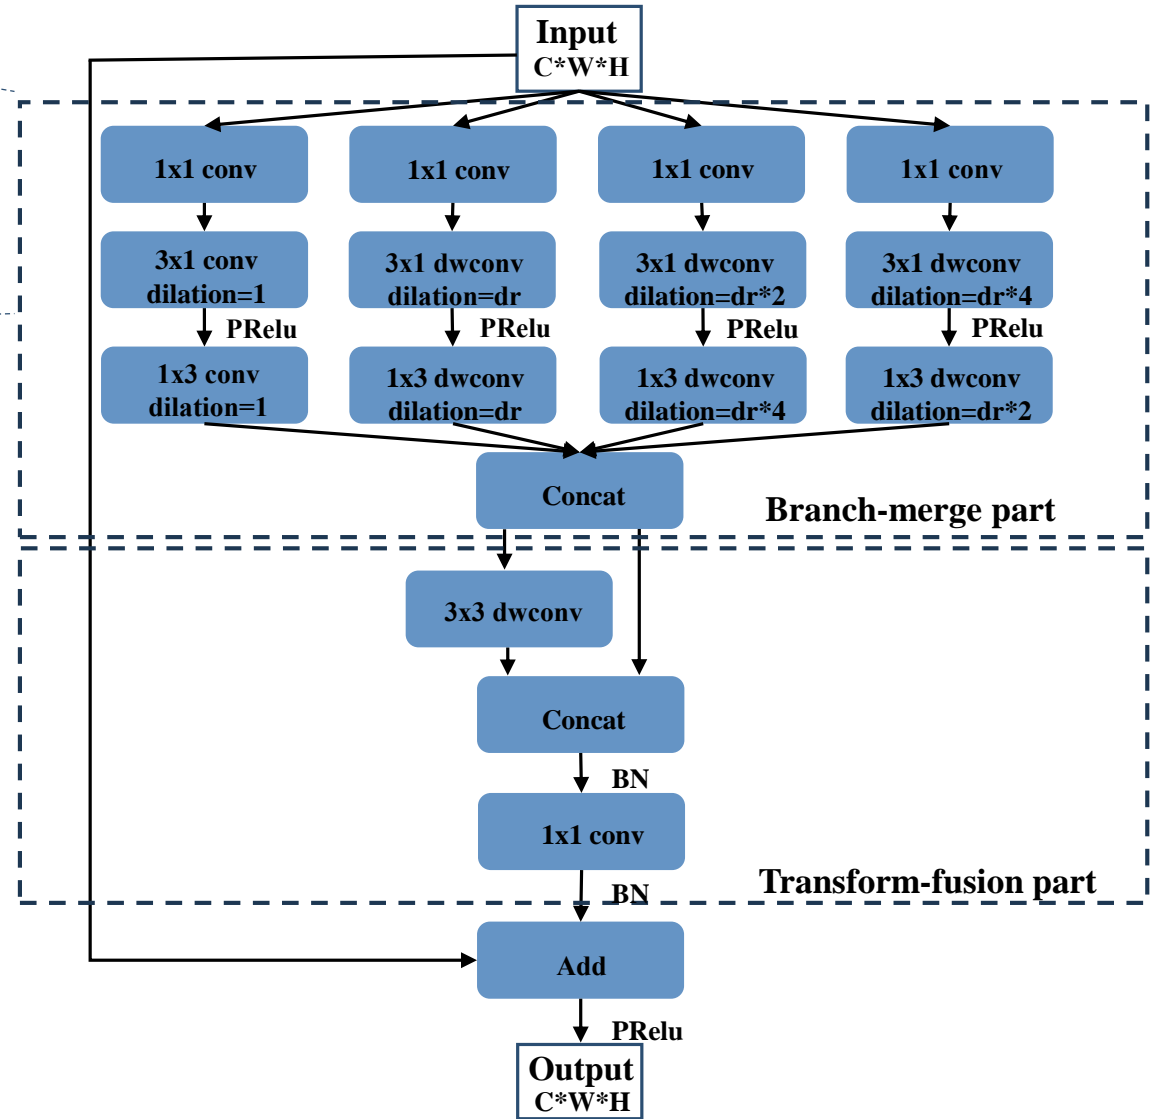 Input
C*W*H
1x1 conv
1x1 conv
1x1 conv
1x1 conv
3x1 conv
dilation=1
3x1 dwconv
dilation=dr
3x1 dwconv
dilation=dr*2
3x1 dwconv
dilation=dr*4
PRelu
PRelu
PRelu
PRelu
1x3 conv
dilation=1
1x3 dwconv
dilation=dr
1x3 dwconv
dilation=dr*4
1x3 dwconv
dilation=dr*2
Concat
Branch-merge part
3x3 dwconv
Concat
BN
1x1 conv
Transform-fusion part
BN
Add
PRelu
Output
C*W*H